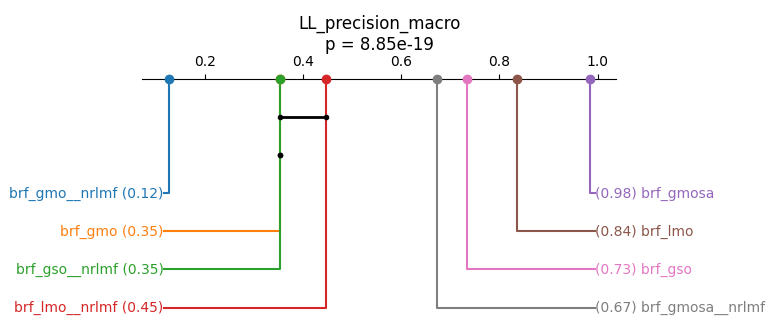 LL_precision_macro
p = 8.85e-19
0.2 0.4 0.6 0.8 1.0
brf_gmo__nrlmf (0.12) (0.98) brf_gmosa
brf_gmo (0.35) (0.84) brf_lmo
brf_gso__nrlmf (0.35) (0.73) brf_gso
brf_lmo__nrlmf (0.45) (0.67) brf_gmosa__nrlmf